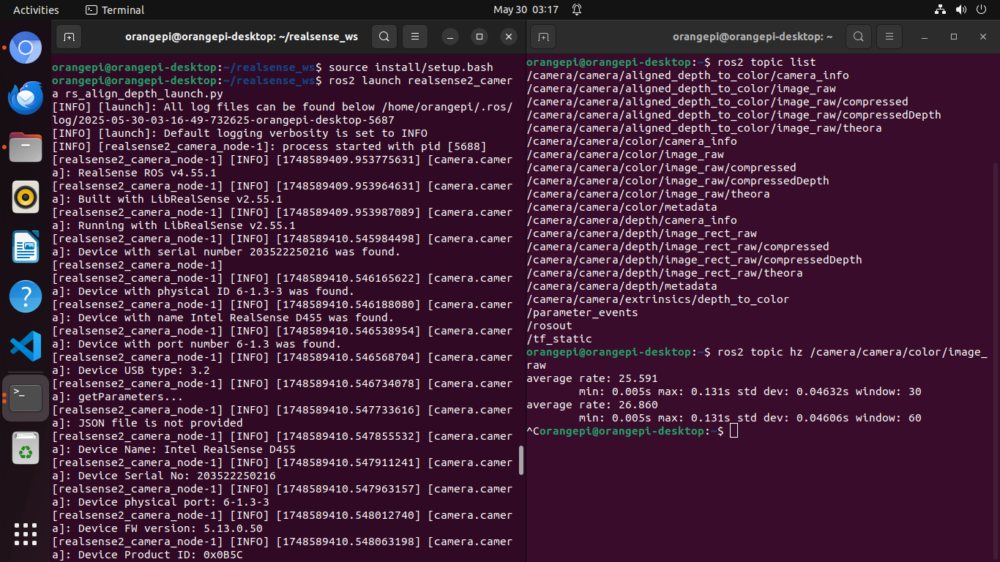 Activities
Terminal
May 30 03:17
orangepi@orangepi-desktop: ~/realsense_ws
orangepi@orangepi-desktop:~/realsense_ws$ source install/setup.bash
orangepi@orangepi-desktop:~/realsense_ws$ ros2 launch realsense2_camer
a rs_align_depth_launch.py
[INFO] [launch]: All log files can be found below /home/orangepi/.ros/
log/2025-05-30-03-16-49-732625-orangepi-desktop-5687
[INFO] [launch]: Default logging verbosity is set to INFO
[INFO] [realsense2_camera_node-1]: process started with pid [5688]
[realsense2_camera_node-1] [INFO] [1748589409.953775631] [camera.camer
a]: RealSense ROS v4.55.1
[realsense2_camera_node-1] [INFO] [1748589409.953964631] [camera.camer
a]: Built with LibRealSense v2.55.1
[realsense2_camera_node-1] [INFO] [1748589409.953987089] [camera.camer
a]: Running with LibRealSense v2.55.1
[realsense2_camera_node-1] [INFO] [1748589410.545984498] [camera.camer
a]: Device with serial number 203522250216 was found.
[realsense2_camera_node-1]
[realsense2_camera_node-1] [INFO] [1748589410.546165622] [camera.camer
a]: Device with physical ID 6-1.3-3 was found.
[realsense2_camera_node-1] [INFO] [1748589410.546188080] [camera.camer
a]: Device with name Intel RealSense D455 was found.
[realsense2_camera_node-1] [INFO] [1748589410.546538954] [camera.camer
a]: Device with port number 6-1.3 was found.
[realsense2_camera_node-1] [INFO] [1748589410.546568704] [camera.camer
a]: Device USB type: 3.2
[realsense2_camera_node-1] [INFO] [1748589410.546734078] [camera.camer
a]: getParameters...
[realsense2_camera_node-1] [INFO] [1748589410.547733616] [camera.camer
a]: JSON file is not provided
[realsense2_camera_node-1] [INFO] [1748589410.547855532] [camera.camer
a]: Device Name: Intel RealSense D455
[realsense2_camera_node-1] [INFO] [1748589410.547911241] [camera.camer
a]: Device Serial No: 203522250216
[realsense2_camera_node-1] [INFO] [1748589410.547963157] [camera.camer
a]: Device physical port: 6-1.3-3
[realsense2_camera_node-1] [INFO] [1748589410.548012740] [camera.camer
a]: Device FW version: 5.13.0.50
[realsense2_camera_node-1] [INFO] [1748589410.548063198] [camera.camer
a]: Device Product ID: 0x0B5C
orangepi@orangepi-desktop: ~
orangepi@orangepi-desktop:~$ ros2 topic list
/camera/camera/aligned_depth_to_color/camera_info
/camera/camera/aligned_depth_to_color/image_raw
/camera/camera/aligned_depth_to_color/image_raw/compressed
/camera/camera/aligned_depth_to_color/image_raw/compressedDepth
/camera/camera/aligned_depth_to_color/image_raw/theora
/camera/camera/color/camera_info
/camera/camera/color/image_raw
/camera/camera/color/image_raw/compressed
/camera/camera/color/image_raw/compressedDepth
/camera/camera/color/image_raw/theora
/camera/camera/color/metadata
/camera/camera/depth/camera_info
/camera/camera/depth/image_rect_raw
/camera/camera/depth/image_rect_raw/compressed
/camera/camera/depth/image_rect_raw/compressedDepth
/camera/camera/depth/image_rect_raw/theora
/camera/camera/depth/metadata
/camera/camera/extrinsics/depth_to_color
/parameter_events
/rosout
/tf_static
orangepi@orangepi-desktop:~$ ros2 topic hz /camera/camera/color/image_
raw
average rate: 25.591
min: 0.005s max: 0.131s std dev: 0.04632s window: 30
average rate: 26.860
min: 0.005s max: 0.131s std dev: 0.04606s window: 60
^Corangepi@orangepi-desktop:~$